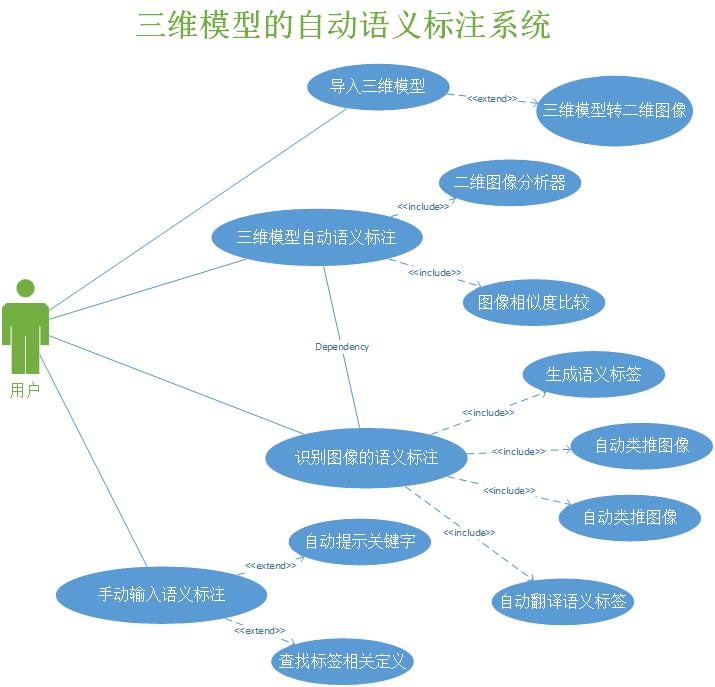 三维模型的自动语义标注系统
导入三维模型
<<extend>>
三维模型转二维图像
二维图像分析器
<<include>>
三维模型自动语义标注
<<include>>
图像相似度比较
用户
Dependency
生成语义标签
<<include>>
自动类推图像
<<include>>
识别图像的语义标注
<<include>>
自动类推图像
<<include>>
自动提示关键字
<<extend>>
手动输入语义标注
自动翻译语义标签
<<extend>>
查找标签相关定义